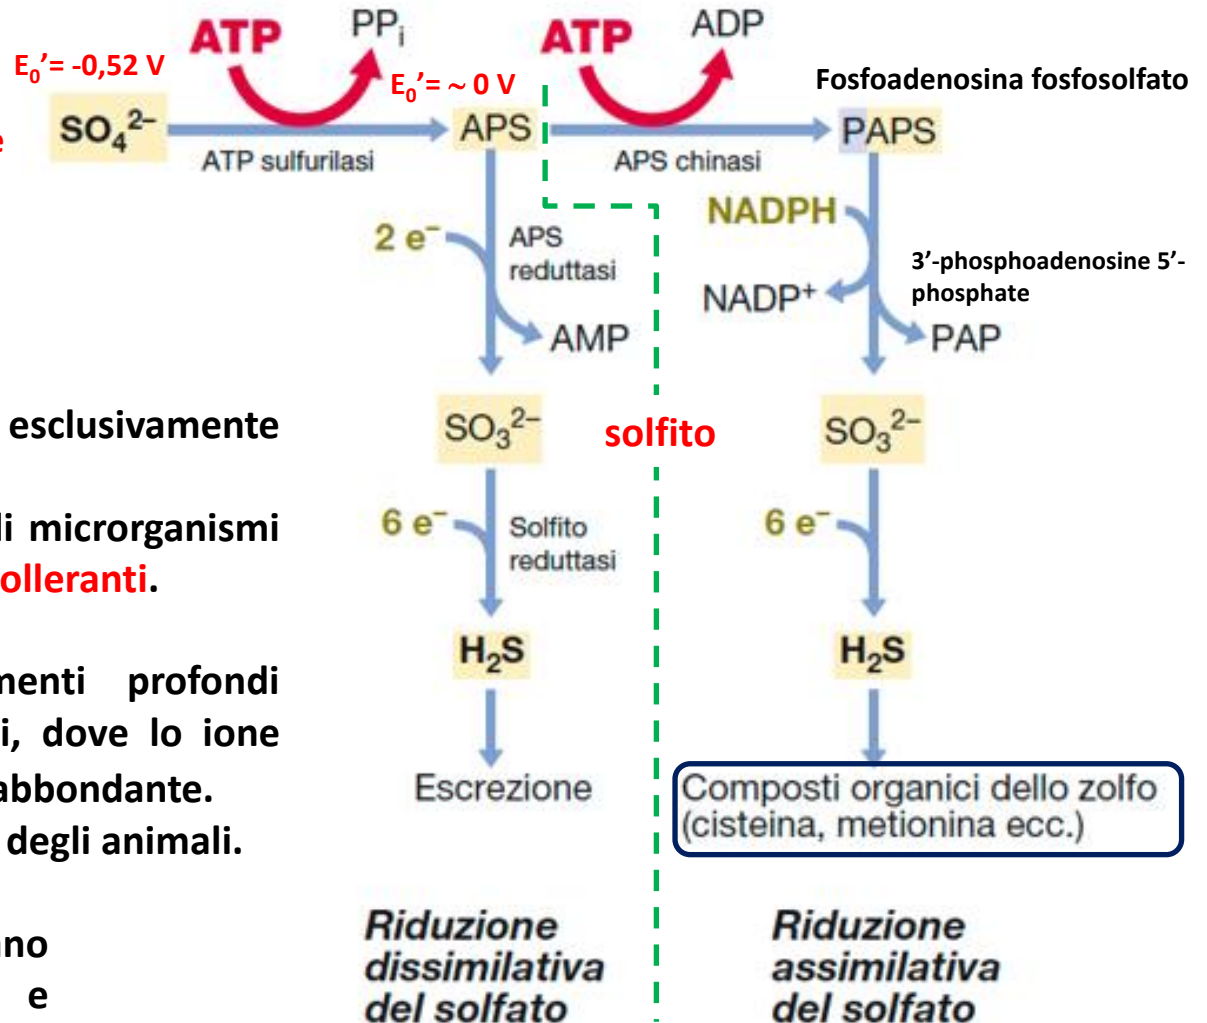 ATP PPi ATP ADP
E0'= -0,52 V
E0'= ~ 0 V
Fosfoadenosina fosfosolfato
SO4 2– APS PAPS
e
ATP sulfurilasi APS chinasi
NADPH
2 e–
APS
reduttasi
3'-phosphoadenosine 5'-
phosphate
NADP+
AMP PAP
esclusivamente
SO3 2– solfito SO3 2–
li microrganismi
olleranti.
6 e– Solfito
reduttasi
6 e–
H2S H2S
menti profondi
i, dove lo ione
abbondante.
degli animali.
Escrezione
Composti organici dello zolfo
(cisteina, metionina ecc.)
Riduzione
dissimilativa
del solfato
Riduzione
assimilativa
del solfato
nno
e